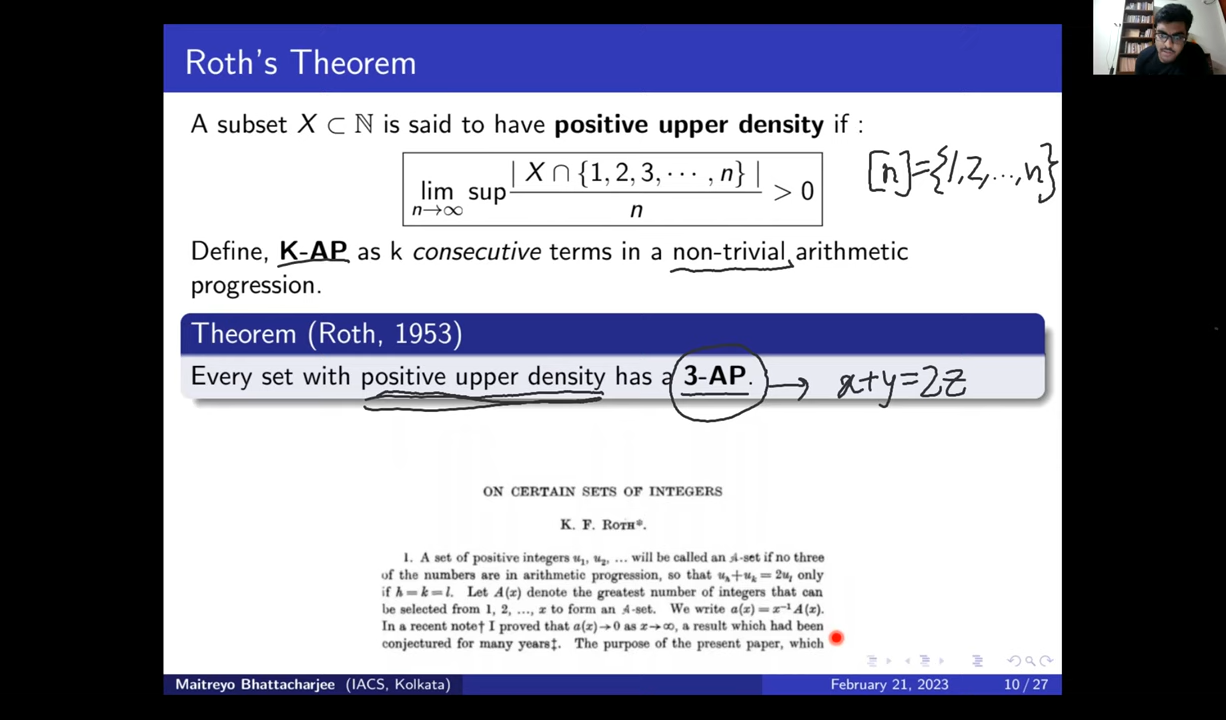 Roth's Theorem
A subset X ⊂ ℕ is said to have positive upper density if :
lim sup n→∞ | X ∩ {1, 2, 3, ⋯ , n} | / n > 0
[n]={1,2,...,n}
Define, K-AP as k consecutive terms in a non-trivial arithmetic
progression.
Theorem (Roth, 1953)
Every set with positive upper density has a 3-AP. → x+y=2z
ON CERTAIN SETS OF INTEGERS
K. F. ROTH*.
1. A set of positive integers u₁, u₂, ... will be called an A-set if no three
of the numbers are in arithmetic progression, so that uₕ+uₖ = 2uₗ only
if h = k = l. Let A(x) denote the greatest number of integers that can
be selected from 1, 2, ..., x to form an A-set. We write a(x) = x⁻¹ A(x).
In a recent note† I proved that a(x)→0 as x→∞, a result which had been
conjectured for many years‡. The purpose of the present paper, which
Maitreyo Bhattacharjee (IACS, Kolkata)
February 21, 2023
10 / 27